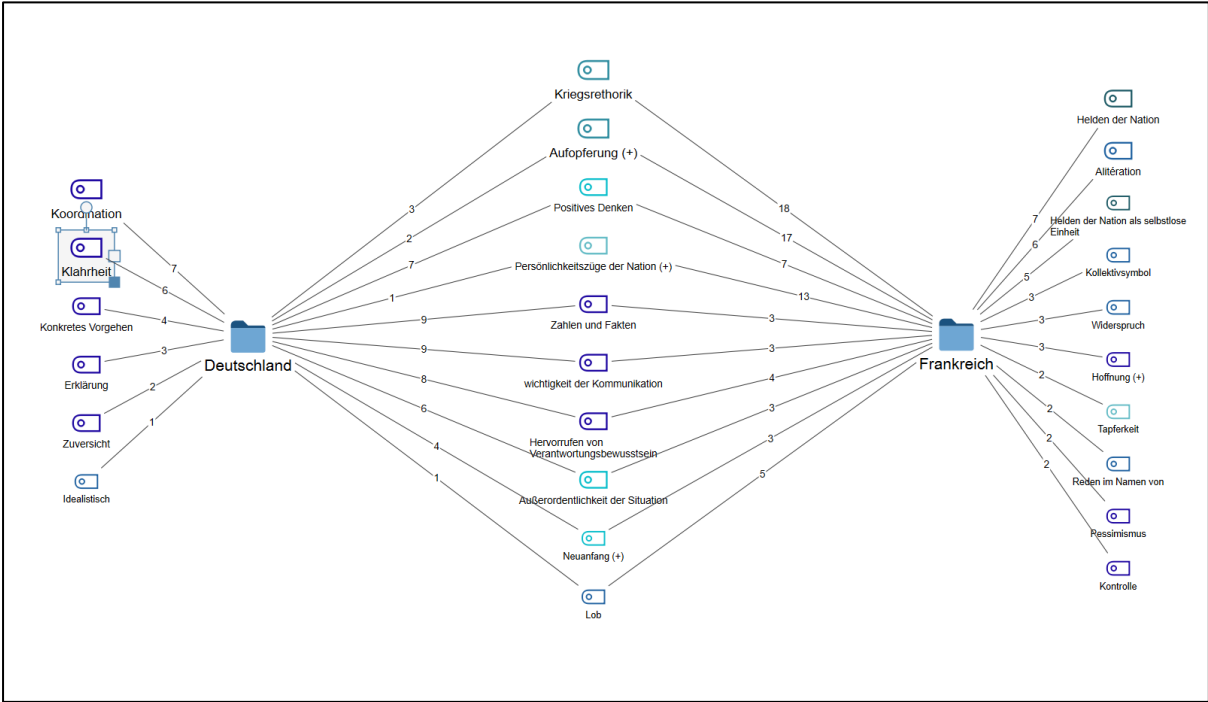 Koordination
7
Klahrheit
6
Konkretes Vorgehen
4
Erklärung
3
Zuversicht
2
Idealistisch
1
Deutschland
Kriegsrethorik
3
18
Aufopferung (+)
2
17
Positives Denken
7
7
Persönlichkeitszüge der Nation (+)
1
13
Zahlen und Fakten
9
3
wichtigkeit der Kommunikation
9
3
Hervorrufen von
Verantwortungsbewusstsein
8
4
Außerordentlichkeit der Situation
6
3
Neuanfang (+)
4
3
Lob
1
5
Frankreich
Helden der Nation
7
Alitération
6
Helden der Nation als selbstlose
Einheit
5
Kollektivsymbol
3
Widerspruch
3
Hoffnung (+)
3
Tapferkeit
2
Reden im Namen von
2
Pessimismus
2
Kontrolle
2